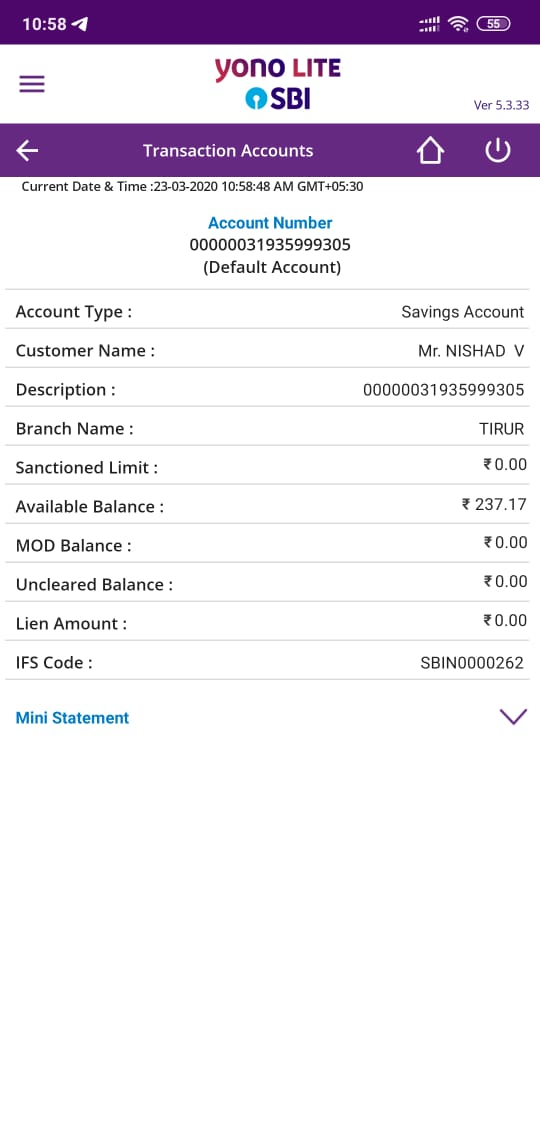 10:58
55
yono LITE
SBI
Ver 5.3.33
Transaction Accounts
Current Date & Time :23-03-2020 10:58:48 AM GMT+05:30
Account Number
00000031935999305
(Default Account)
Account Type : Savings Account
Customer Name : Mr. NISHAD V
Description : 00000031935999305
Branch Name : TIRUR
Sanctioned Limit : ₹0.00
Available Balance : ₹ 237.17
MOD Balance : ₹0.00
Uncleared Balance : ₹0.00
Lien Amount : ₹0.00
IFS Code : SBIN0000262
Mini Statement